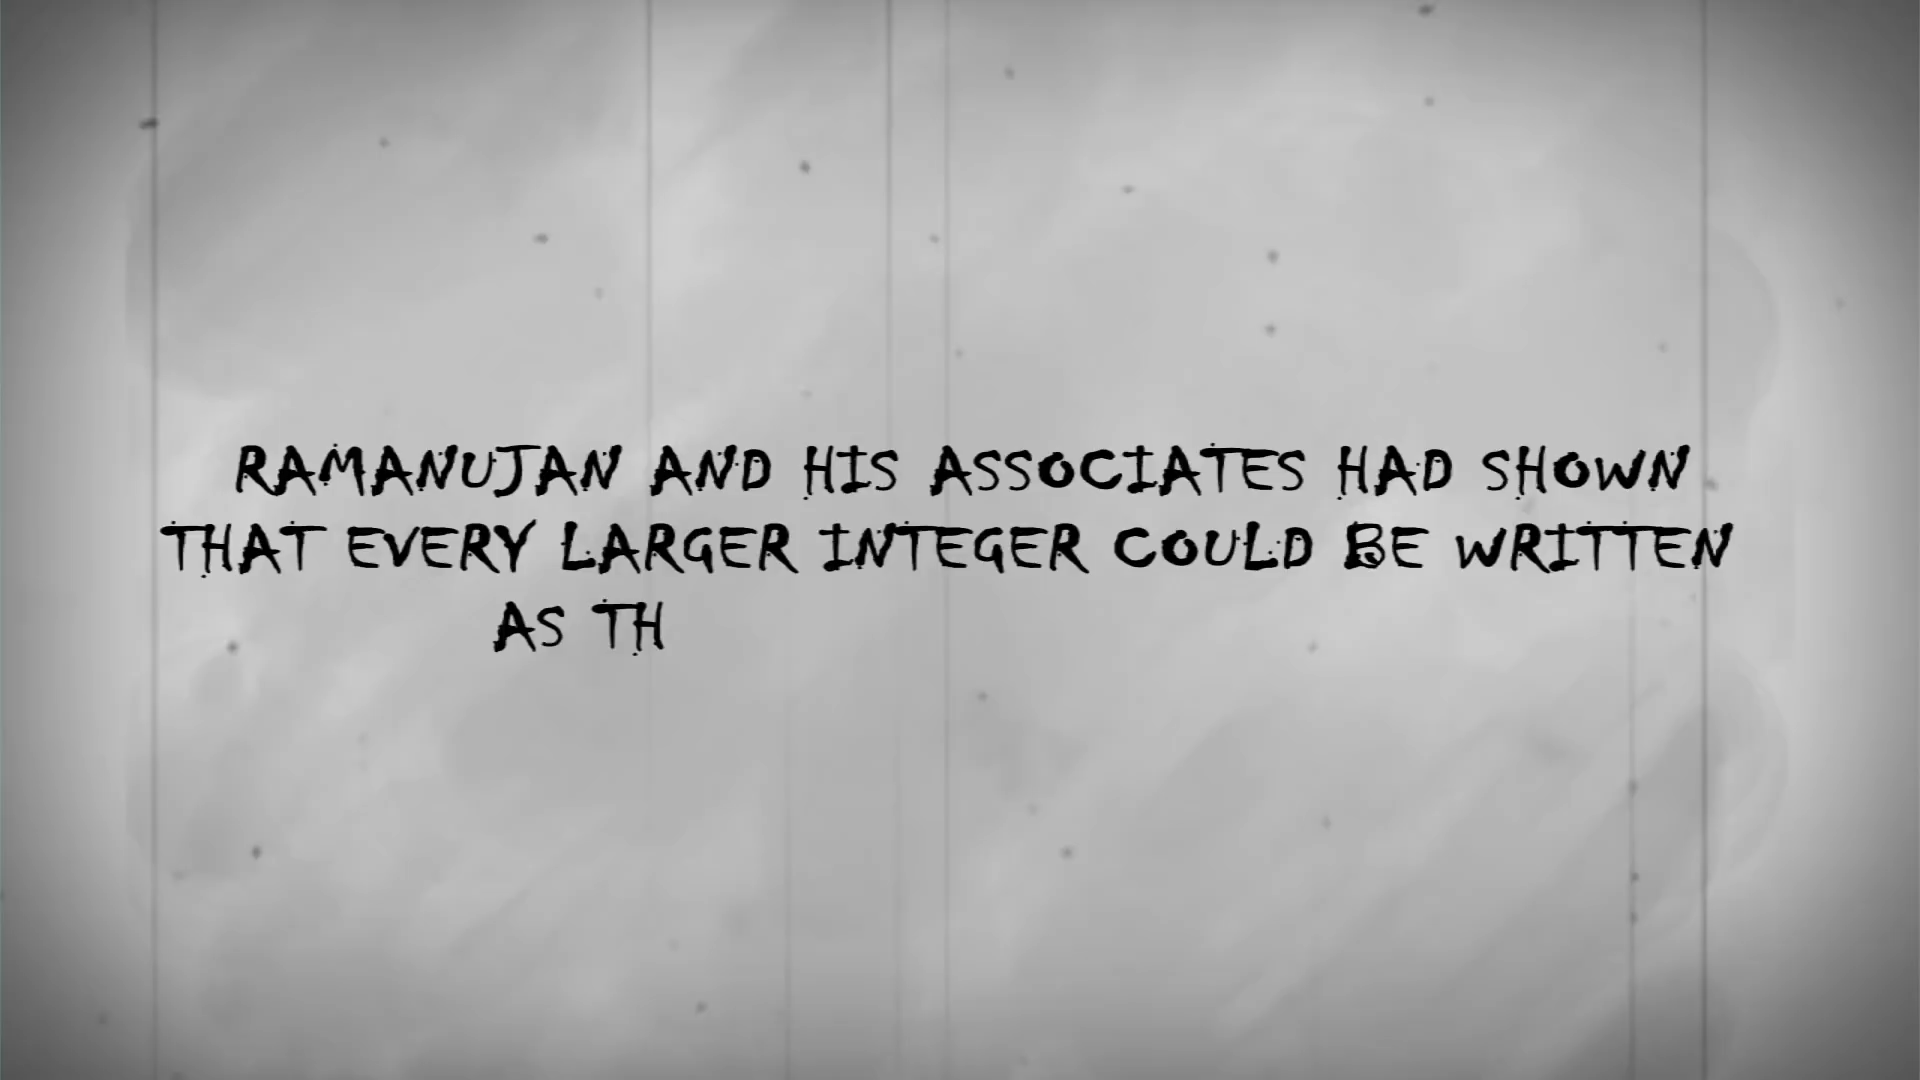 RAMANUJAN AND HIS ASSOCIATES HAD SHOWN
THAT EVERY LARGER INTEGER COULD BE WRITTEN
AS TH